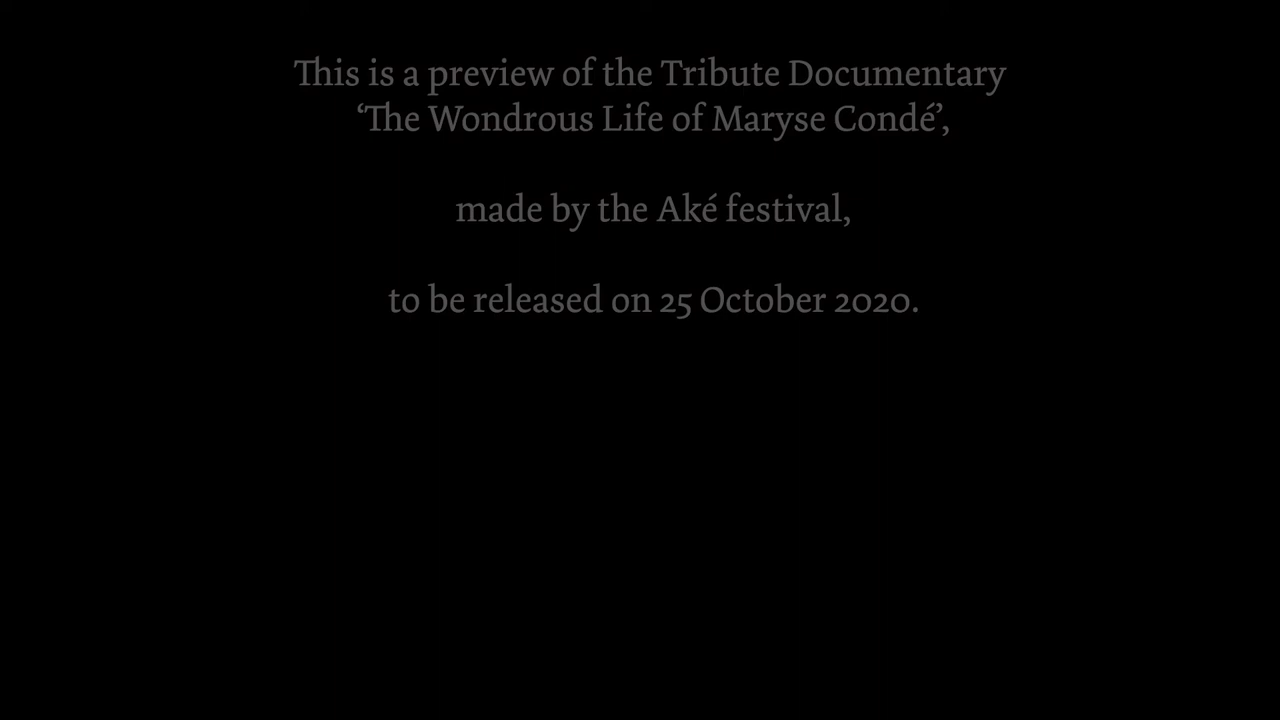 This is a preview of the Tribute Documentary
‘The Wondrous Life of Maryse Condé’,
made by the Aké festival,
to be released on 25 October 2020.